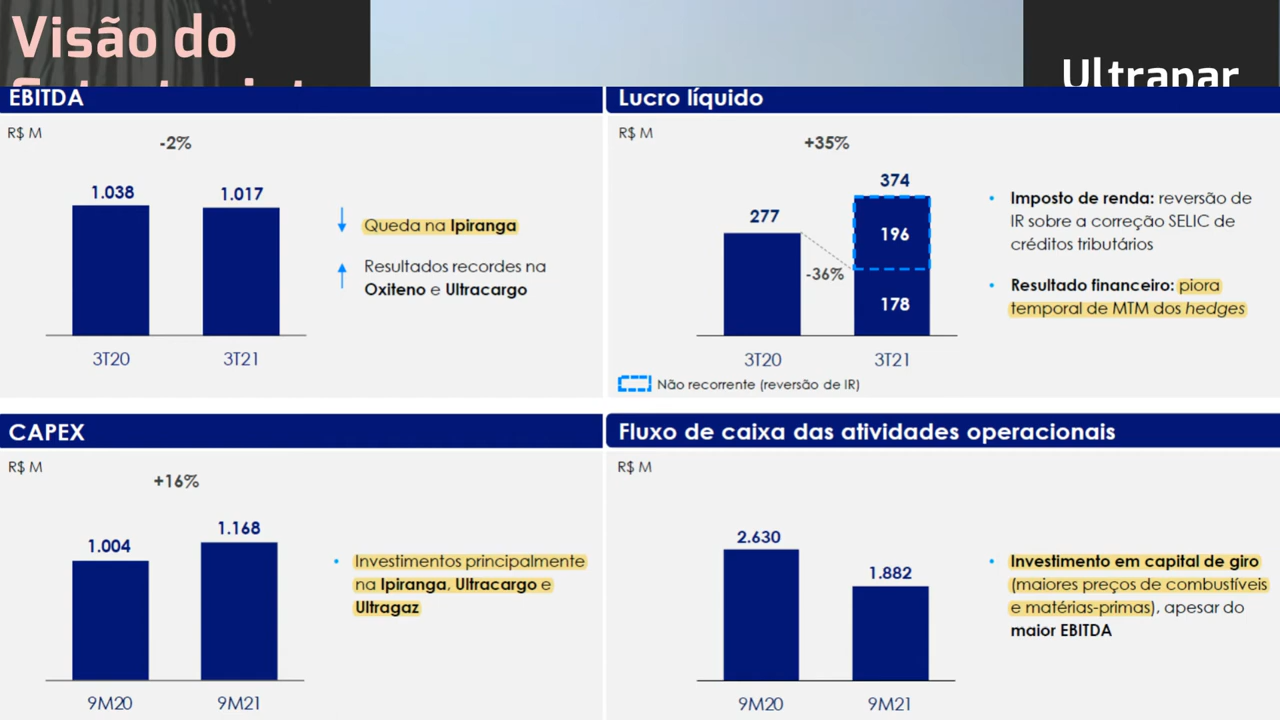 Visão do
Ultrapar
EBITDA
R$ M
-2%
1.038
1.017
3T20
3T21
Queda na Ipiranga
Resultados recordes na
Oxiteno e Ultracargo
Lucro líquido
R$ M
+35%
277
374
196
-36%
178
3T20
3T21
Não recorrente (reversão de IR)
• Imposto de renda: reversão de
IR sobre a correção SELIC de
créditos tributários
• Resultado financeiro: piora
temporal de MTM dos hedges
CAPEX
R$ M
+16%
1.004
1.168
9M20
9M21
• Investimentos principalmente
na Ipiranga, Ultracargo e
Ultragaz
Fluxo de caixa das atividades operacionais
R$ M
2.630
1.882
9M20
9M21
• Investimento em capital de giro
(maiores preços de combustíveis
e matérias-primas), apesar do
maior EBITDA